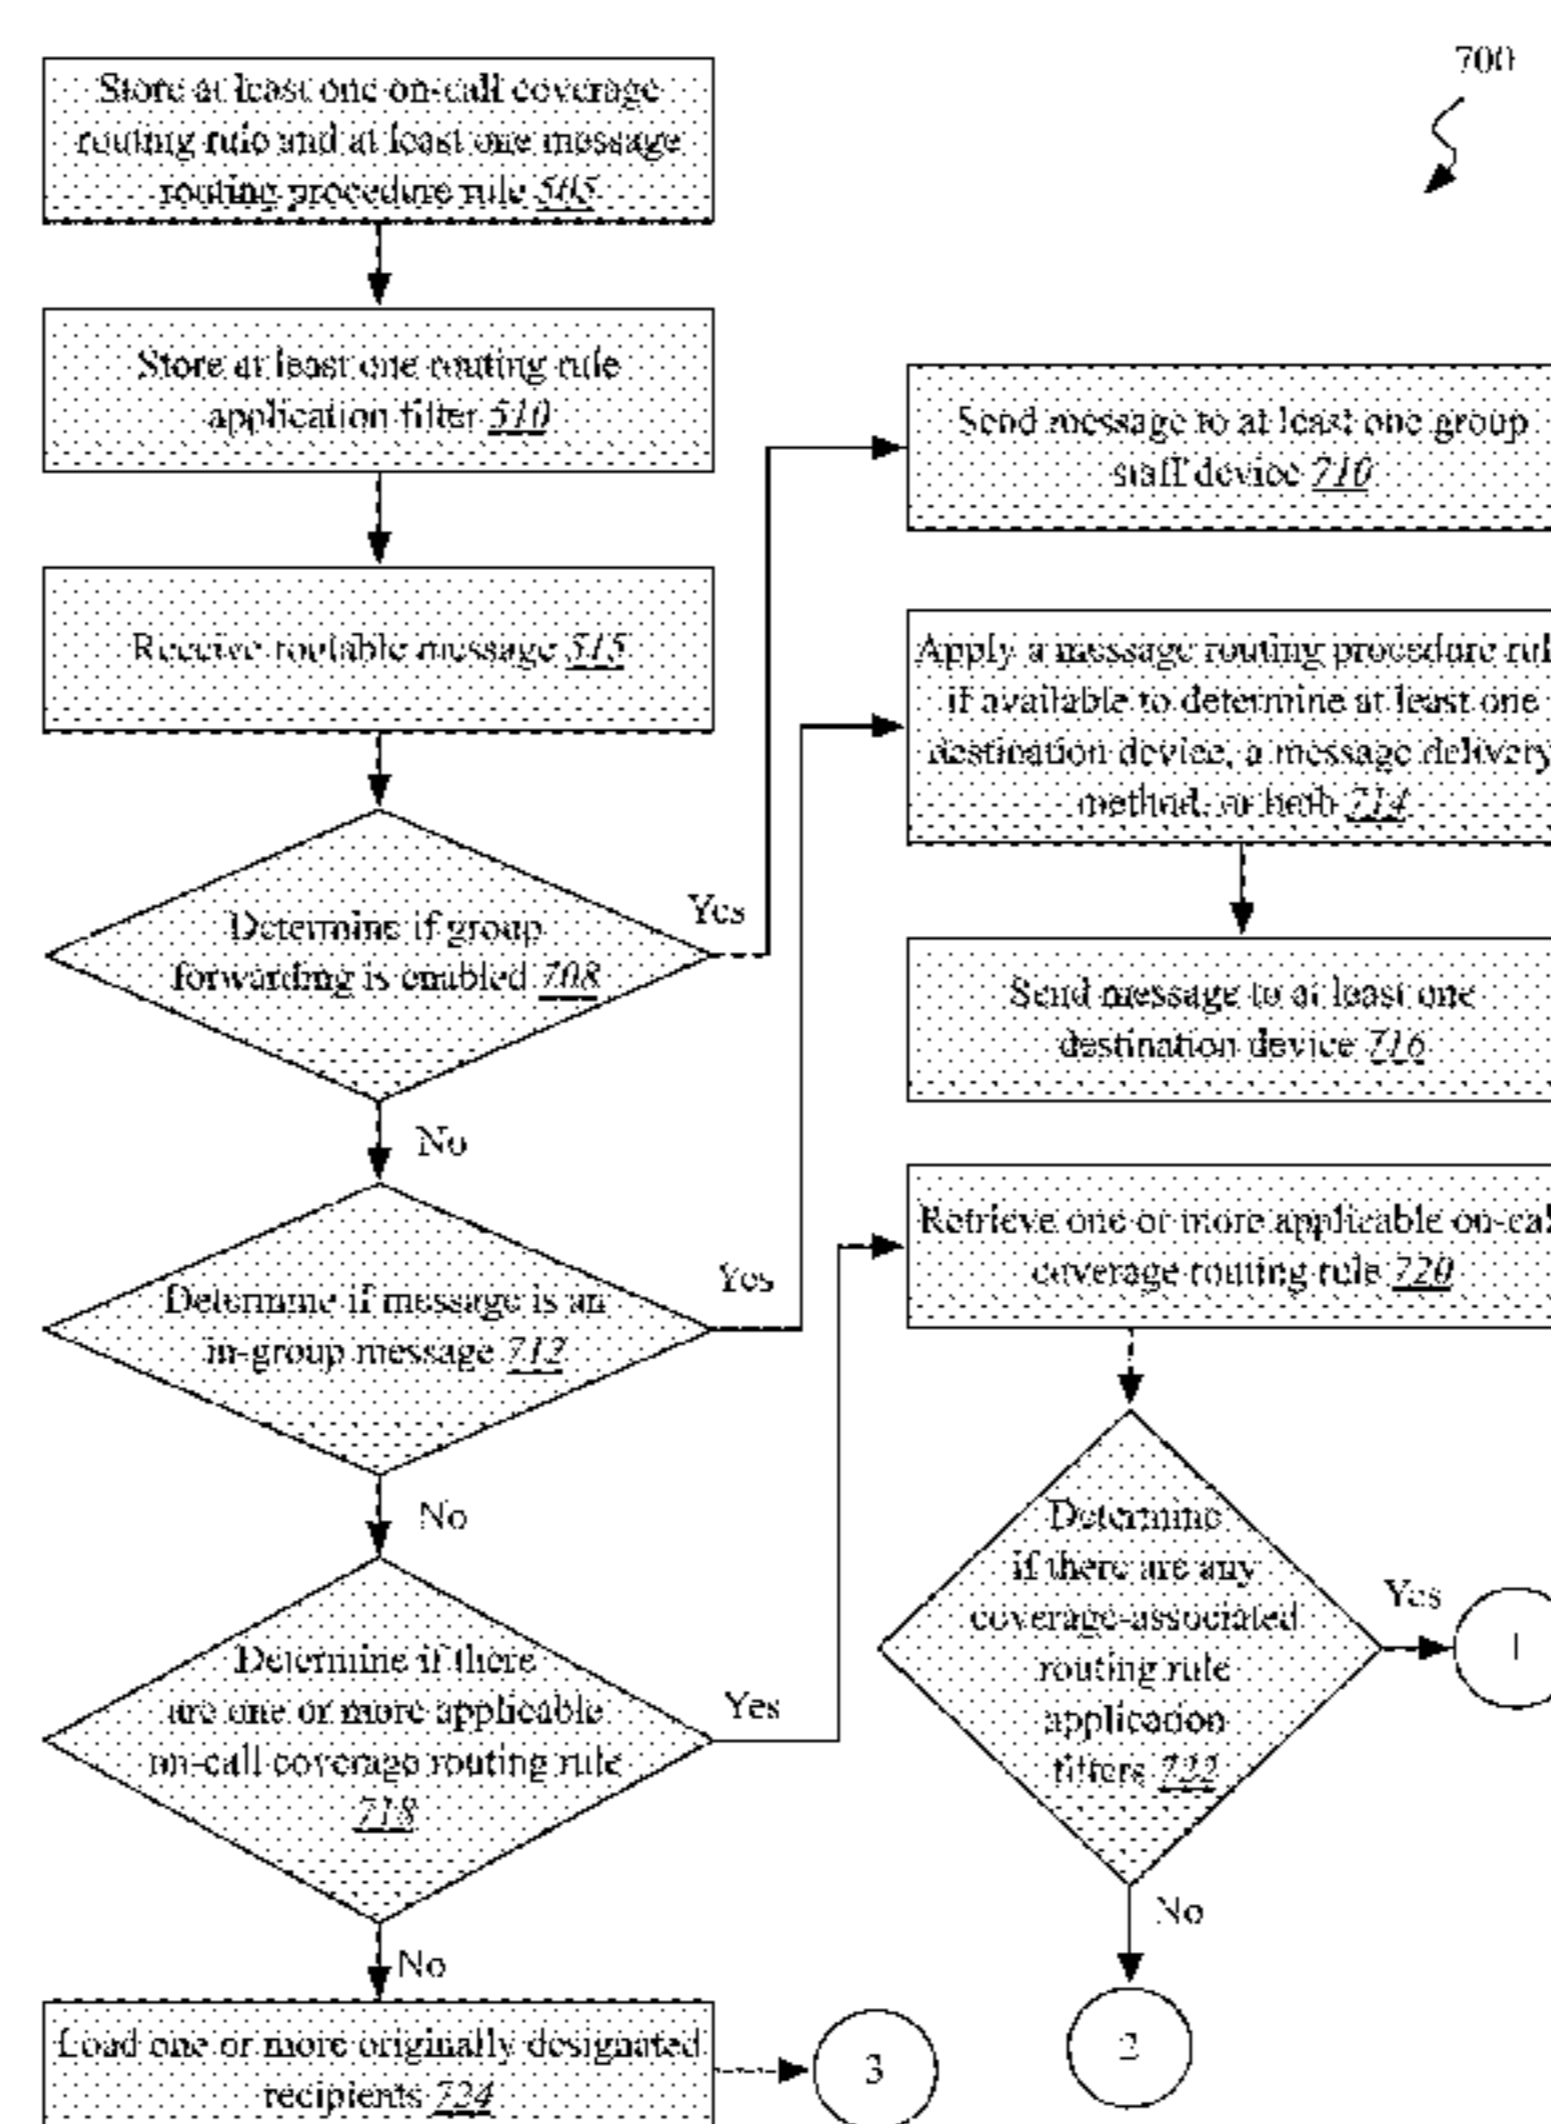 700
Store at least one on-call coverage
routing rule and at least one message
routing procedure rule 505
Store at least one routing rule
application filter 510
Receive routable message 515
Determine if group
forwarding is enabled 708
Yes
No
Determine if message is an
in-group message 712
Yes
No
Determine if there
are one or more applicable
on-call coverage routing rule
718
Yes
No
Load one or more originally designated
recipients 724
3
Send message to at least one group
staff device 710
Apply a message routing procedure rul
if available to determine at least one
destination device, a message delivery
method, or both 714
Send message to at least one
destination device 716
Retrieve one or more applicable on-cal
coverage routing rule 720
Determine
if there are any
coverage-associated
routing rule
application
filters 722
Yes
1
No
2